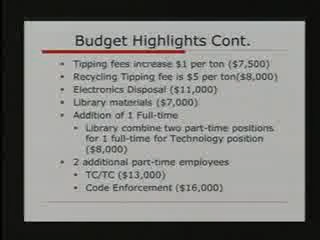 Budget Highlights Cont.
Tipping fees increase $1 per ton ($7,500)
Recycling Tipping fee is $5 per ton($8,000)
Electronics Disposal ($11,000)
Library materials ($7,000)
Addition of 1 Full-time
Library combine two part-time positions
for 1 full-time for Technology position
($8,000)
2 additional part-time employees
TC/TC ($13,000)
Code Enforcement ($16,000)